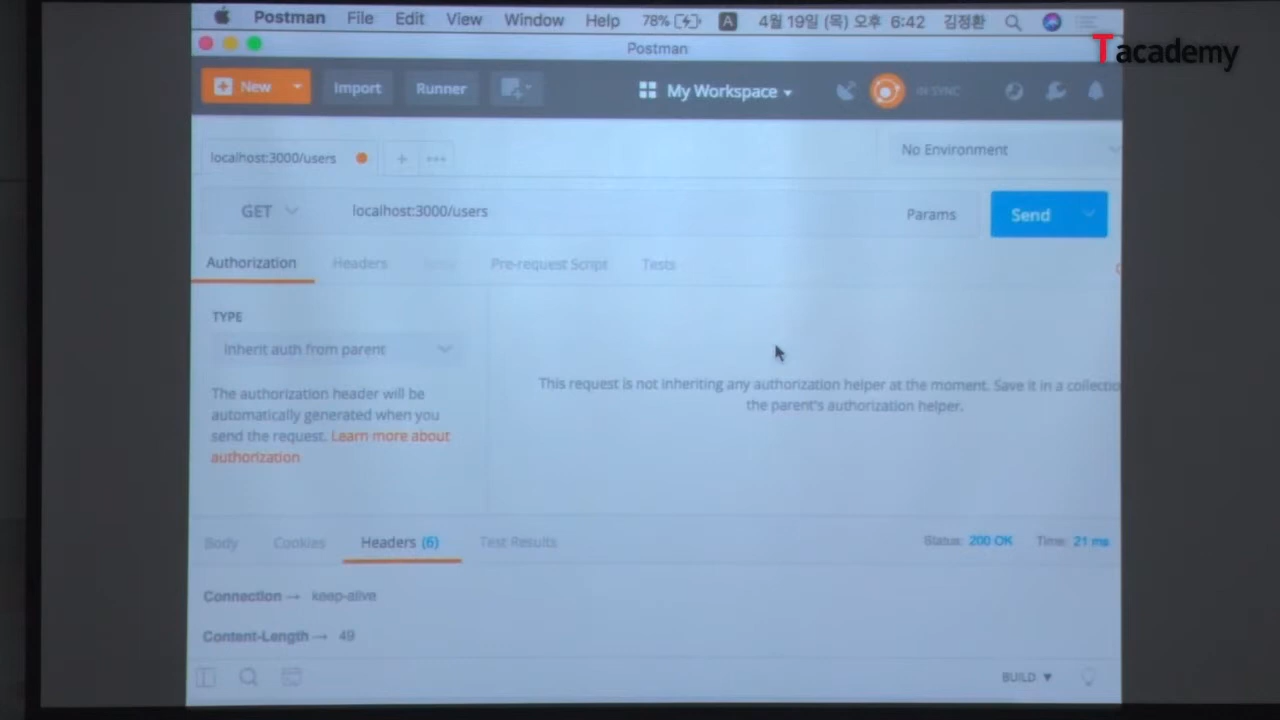 Postman File Edit View Window Help 78% A 4월 19일 (목) 오후 6:42 김정환
Postman
Tacademy
New Import Runner My Workspace IN SYNC
localhost:3000/users + ••• No Environment
GET localhost:3000/users Params Send
Authorization Headers Pre-request Script Tests
TYPE
Inherit auth from parent
The authorization header will be
automatically generated when you
send the request. Learn more about
authorization
This request is not inheriting any authorization helper at the moment. Save it in a collectio
the parent's authorization helper.
Body Cookies Headers (6) Test Results Status: 200 OK Time: 21 ms
Connection → keep-alive
Content-Length → 49
BUILD ▼